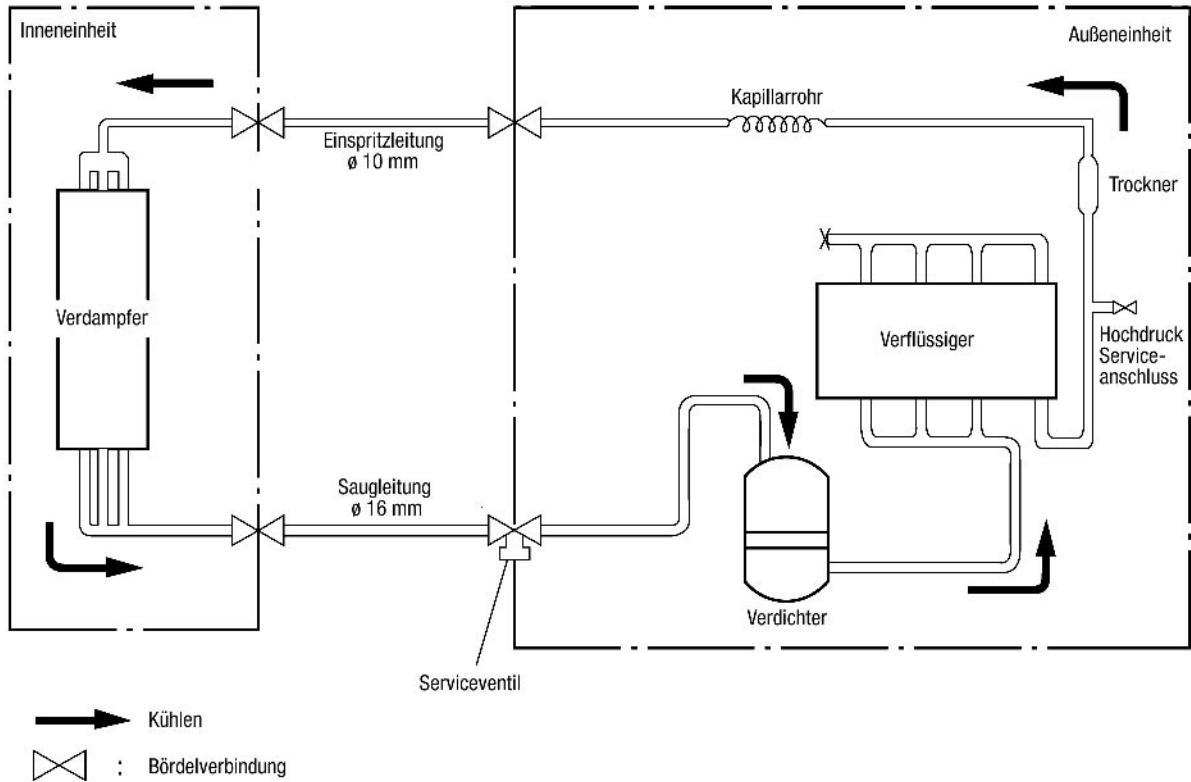 Inneneinheit
Außeneinheit
Kapillarrohr
Einspritzleitung
ø 10 mm
Trockner
Verdampfer
Verflüssiger
Hochdruck
Service-
anschluss
Saugleitung
ø 16 mm
Verdichter
Serviceventil
Kühlen
: Bördelverbindung